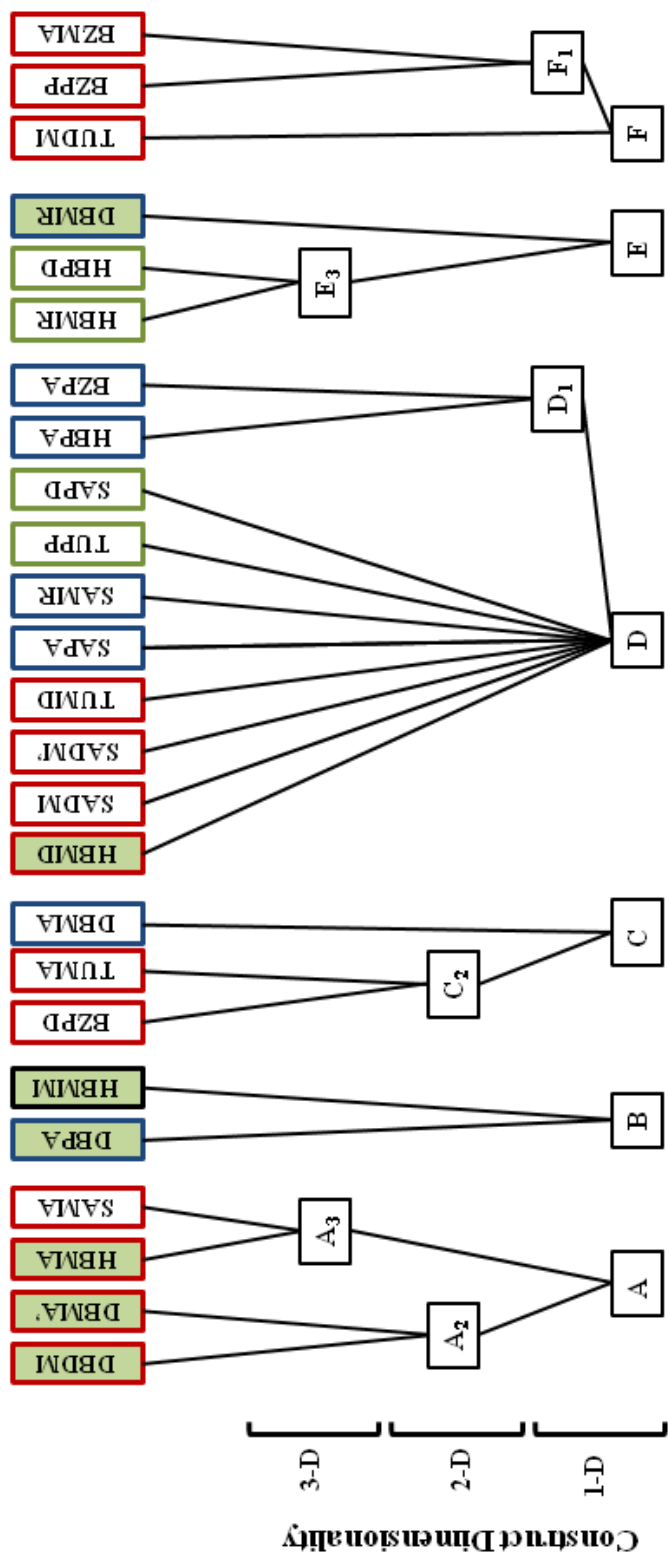 DBDM
DBMA'
HBMA
SAMA
DBPA
HBMM
BZPD
TUMA
DBMA
HBMD
SADM
SADM'
TUMD
SAPA
SAMR
TUPP
SAPD
HBPA
BZPA
HBMR
HBPD
DBMR
TUDM
BZPP
BZMA
A₃
E₃
A₂
C₂
D₁
F₁
A
B
C
D
E
F
3-D
2-D
1-D
Construct Dimensionality